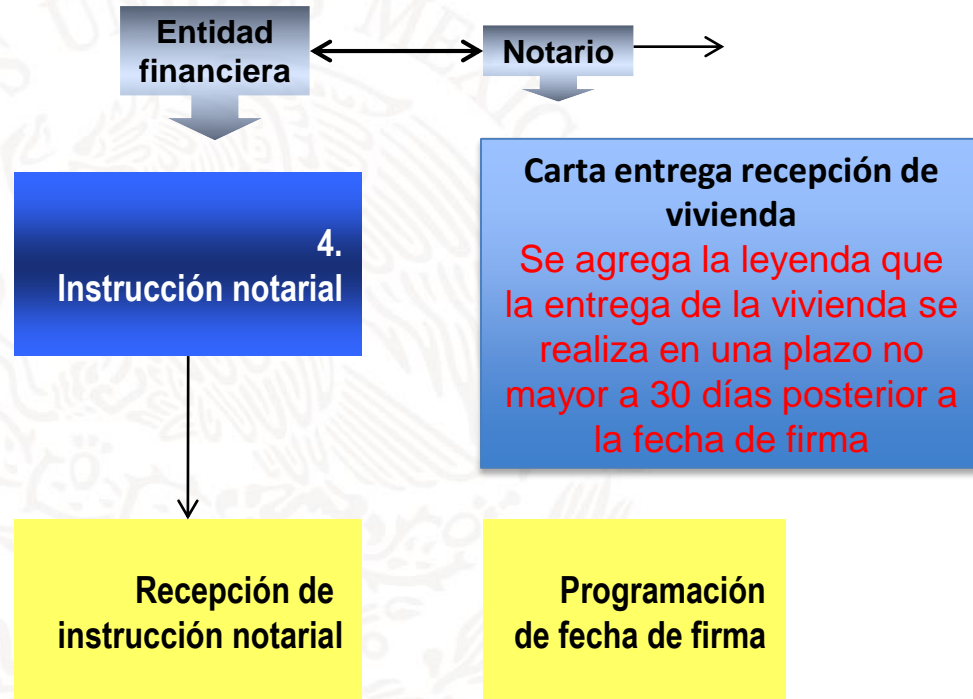 Entidad
financiera
Notario
4.
Instrucción notarial
Carta entrega recepción de
vivienda
Se agrega la leyenda que
la entrega de la vivienda se
realiza en una plazo no
mayor a 30 días posterior a
la fecha de firma
Recepción de
instrucción notarial
Programación
de fecha de firma